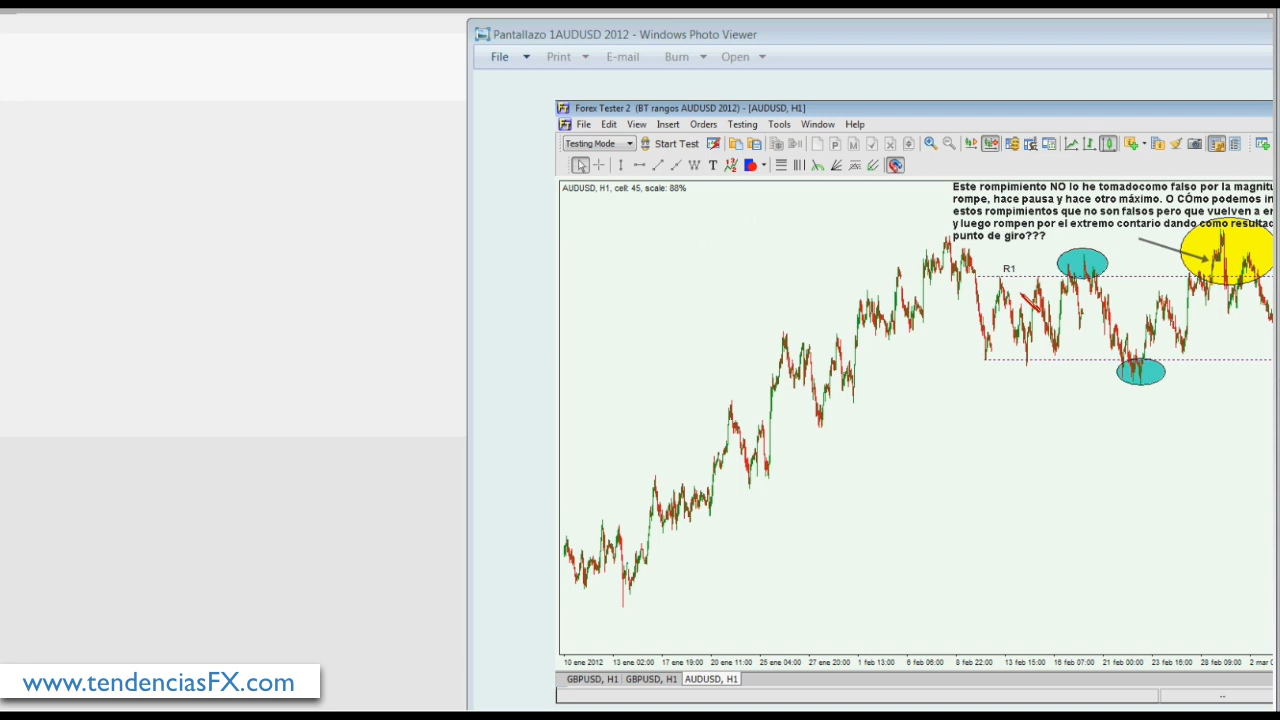 Pantallazo 1AUDUSD 2012 - Windows Photo Viewer
File Print E-mail Burn Open
Forex Tester 2 (BT rangos AUDUSD 2012) - [AUDUSD, H1]
File Edit View Insert Orders Testing Tools Window Help
Testing Mode Start Test
AUDUSD, H1, cell: 45, scale: 88%
Este rompimiento NO lo he tomadocomo falso por la
rompe, hace pausa y hace otro máximo. O CÓmo podemos
estos rompimientos que no son falsos pero que vuelven a
y luego rompen por el extremo contario dando como
punto de giro???
R1
10 ene 2012 13 ene 02:00 17 ene 19:00 20 ene 11:00 25 ene 04:00 27 ene 20:00 1 feb 13:00 6 feb 06:00 8 feb 22:00 13 feb 15:00 16 feb 07:00 21 feb 00:00 23 feb 16:00 28 feb 09:00 2 mar
GBPUSD, H1 GBPUSD, H1 AUDUSD, H1
--
www.tendenciasFX.com